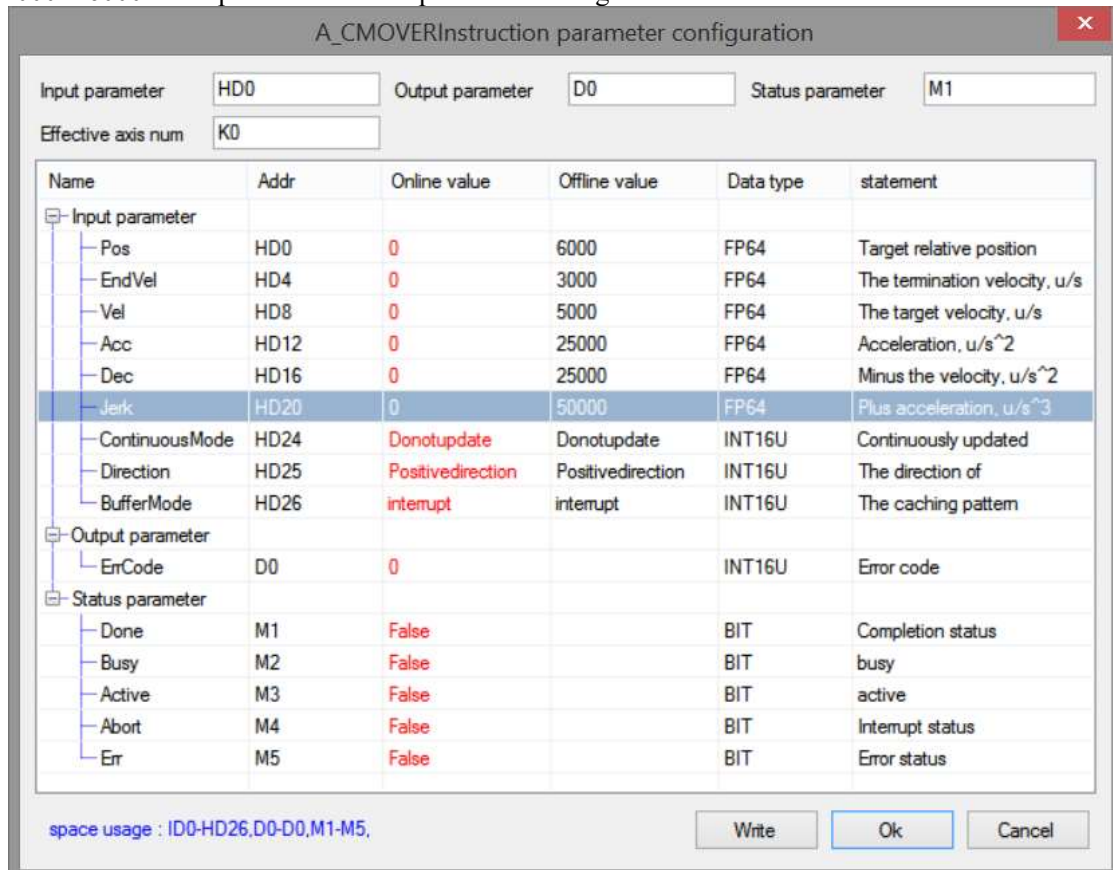 A_CMOVERInstruction parameter configuration
Input parameter HD0 Output parameter D0 Status parameter M1
Effective axis num K0
Name Addr Online value Offline value Data type statement
Input parameter
Pos HD0 0 6000 FP64 Target relative position
EndVel HD4 0 3000 FP64 The termination velocity, u/s
Vel HD8 0 5000 FP64 The target velocity, u/s
Acc HD12 0 25000 FP64 Acceleration, u/s^2
Dec HD16 0 25000 FP64 Minus the velocity, u/s^2
Jerk HD20 0 50000 FP64 Plus acceleration, u/s^3
ContinuousMode HD24 Donotupdate Donotupdate INT16U Continuously updated
Direction HD25 Positivedirection Positivedirection INT16U The direction of
BufferMode HD26 interrupt interrupt INT16U The caching pattern
Output parameter
ErrCode D0 0 INT16U Error code
Status parameter
Done M1 False BIT Completion status
Busy M2 False BIT busy
Active M3 False BIT active
Abort M4 False BIT Interrupt status
Err M5 False BIT Error status
space usage : ID0-HD26,D0-D0,M1-M5, Write Ok Cancel